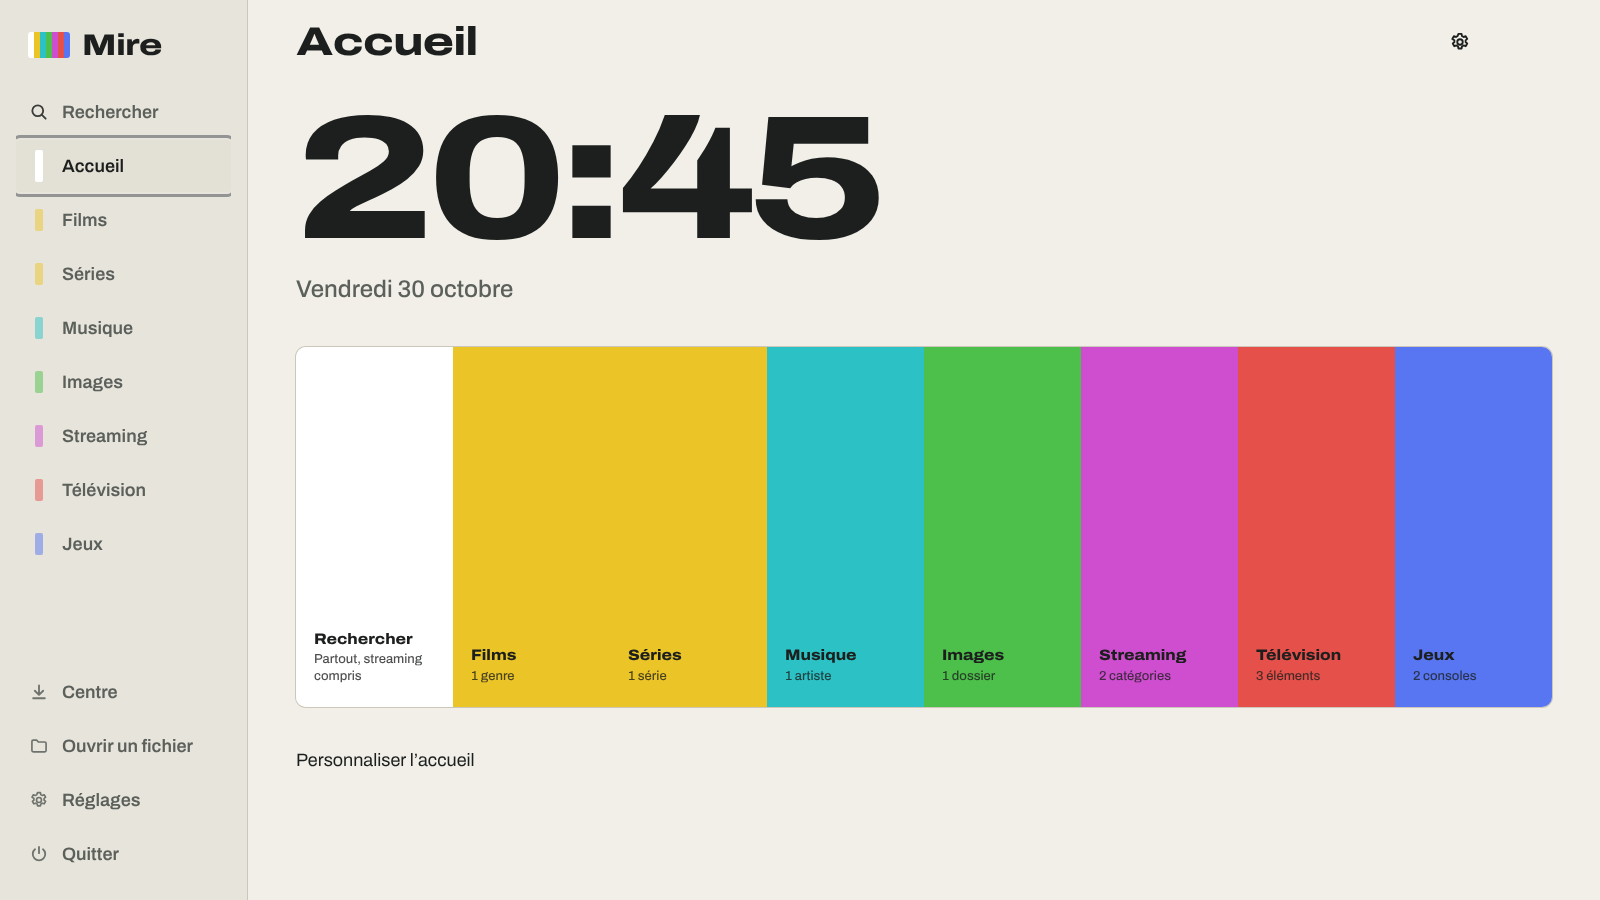 Mire
Rechercher
Accueil
Films
Séries
Musique
Images
Streaming
Télévision
Jeux
Centre
Ouvrir un fichier
Réglages
Quitter
Accueil
20:45
Vendredi 30 octobre
Rechercher
Partout, streaming
compris
Films
1 genre
Séries
1 série
Musique
1 artiste
Images
1 dossier
Streaming
2 catégories
Télévision
3 éléments
Jeux
2 consoles
Personnaliser l’accueil